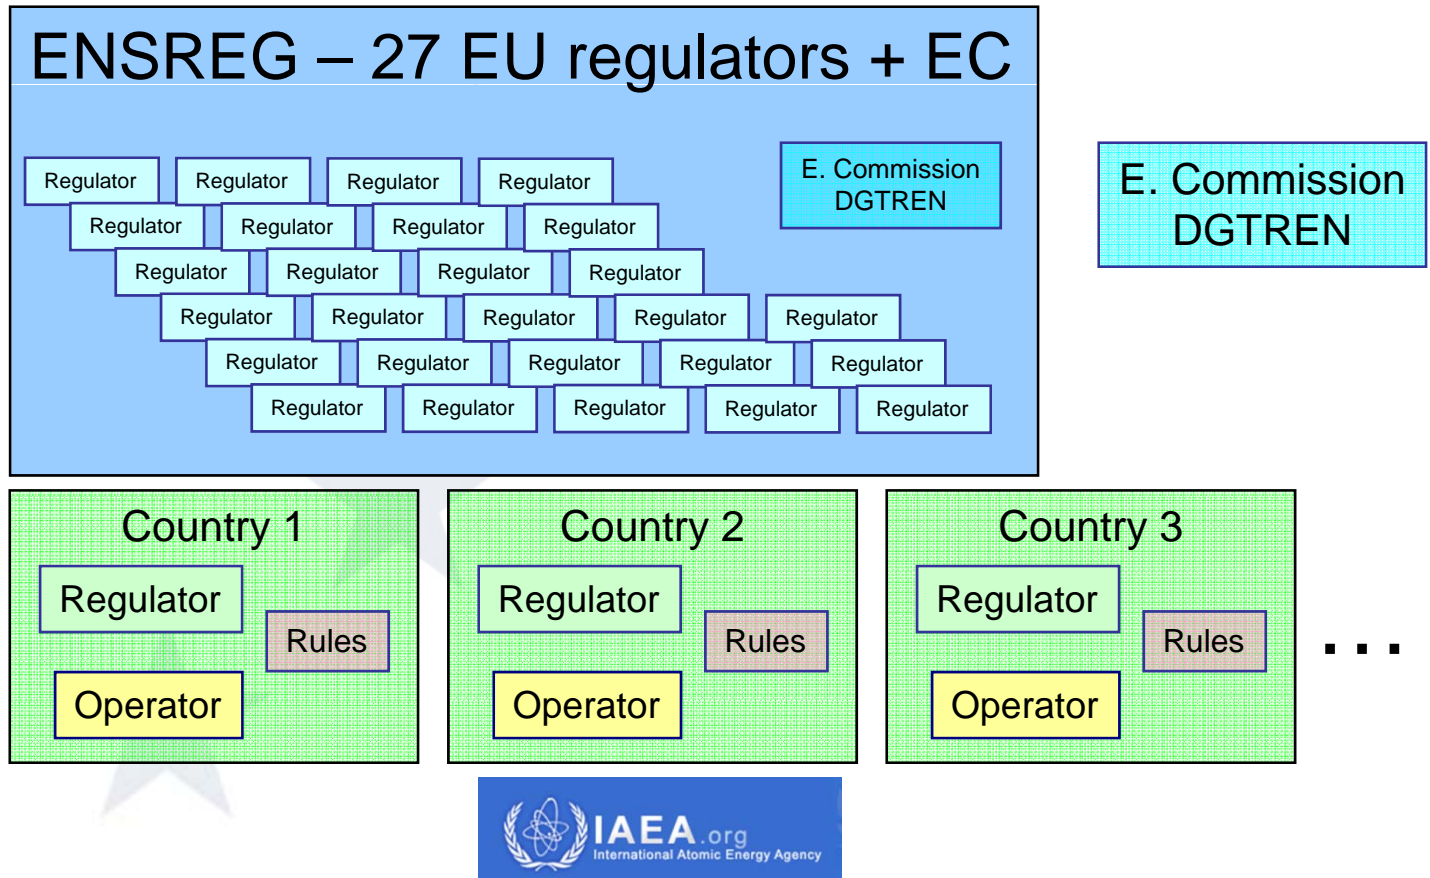 ENSREG – 27 EU regulators + EC
E. Commission
DGTREN
E. Commission
DGTREN
Regulator Regulator Regulator Regulator
Regulator Regulator Regulator Regulator
Regulator Regulator Regulator Regulator
Regulator Regulator Regulator Regulator Regulator
Regulator Regulator Regulator Regulator Regulator
Regulator Regulator Regulator Regulator Regulator
Country 1
Regulator
Rules
Operator
Country 2
Regulator
Rules
Operator
Country 3
Regulator
Rules
Operator
...
IAEA.org
International Atomic Energy Agency